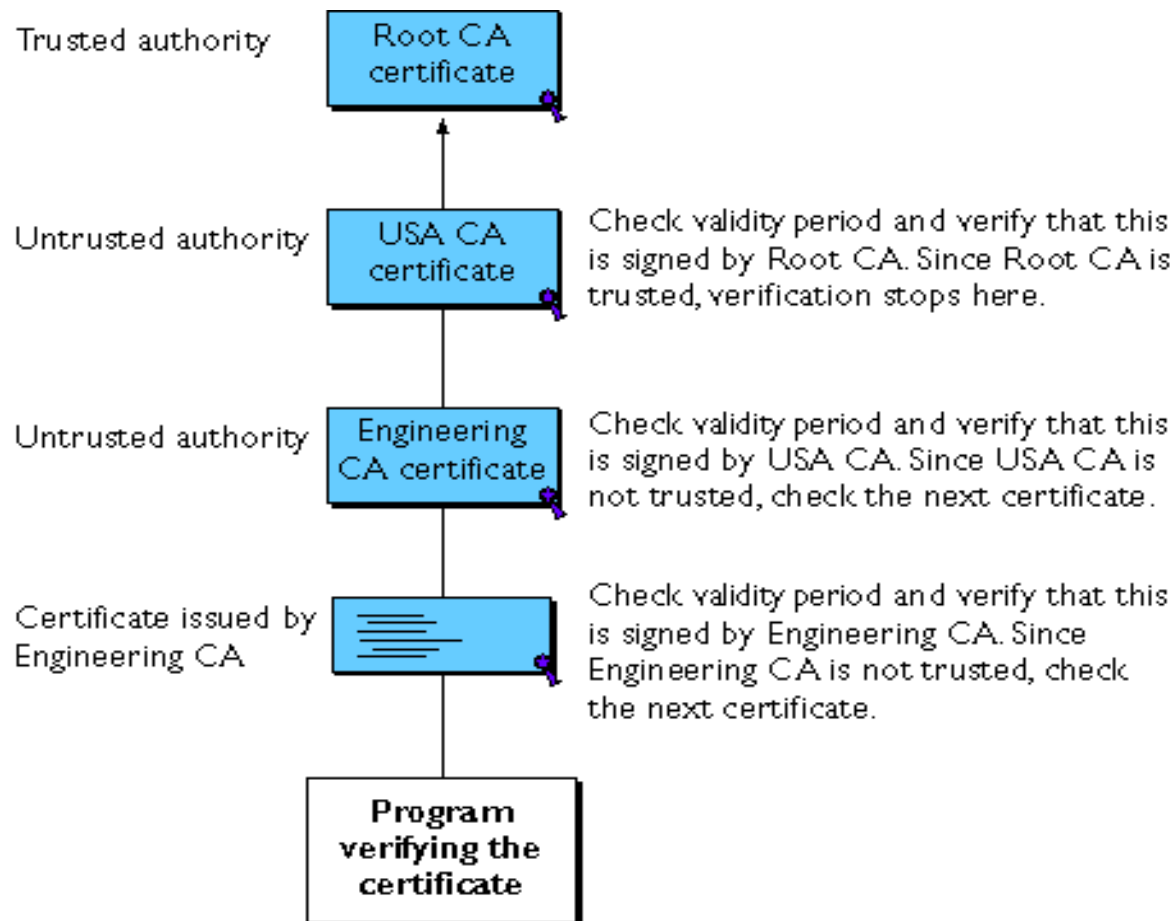 Trusted authority
Root CA
certificate
Untrusted authority
USA CA
certificate
Check validity period and verify that this
is signed by Root CA. Since Root CA is
trusted, verification stops here.
Untrusted authority
Engineering
CA certificate
Check validity period and verify that this
is signed by USA CA. Since USA CA is
not trusted, check the next certificate.
Certificate issued by
Engineering CA
Check validity period and verify that this
is signed by Engineering CA. Since
Engineering CA is not trusted, check
the next certificate.
Program
verifying the
certificate